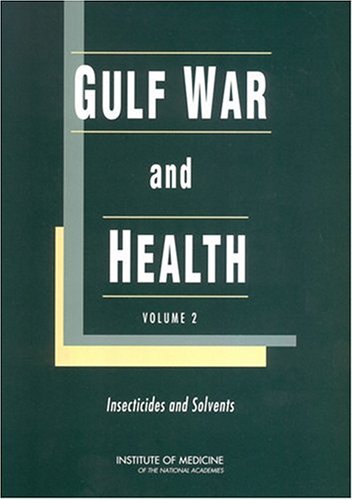 GULF WAR
and
HEALTH
VOLUME 2
Insecticides and Solvents
INSTITUTE OF MEDICINE
OF THE NATIONAL ACADEMIES